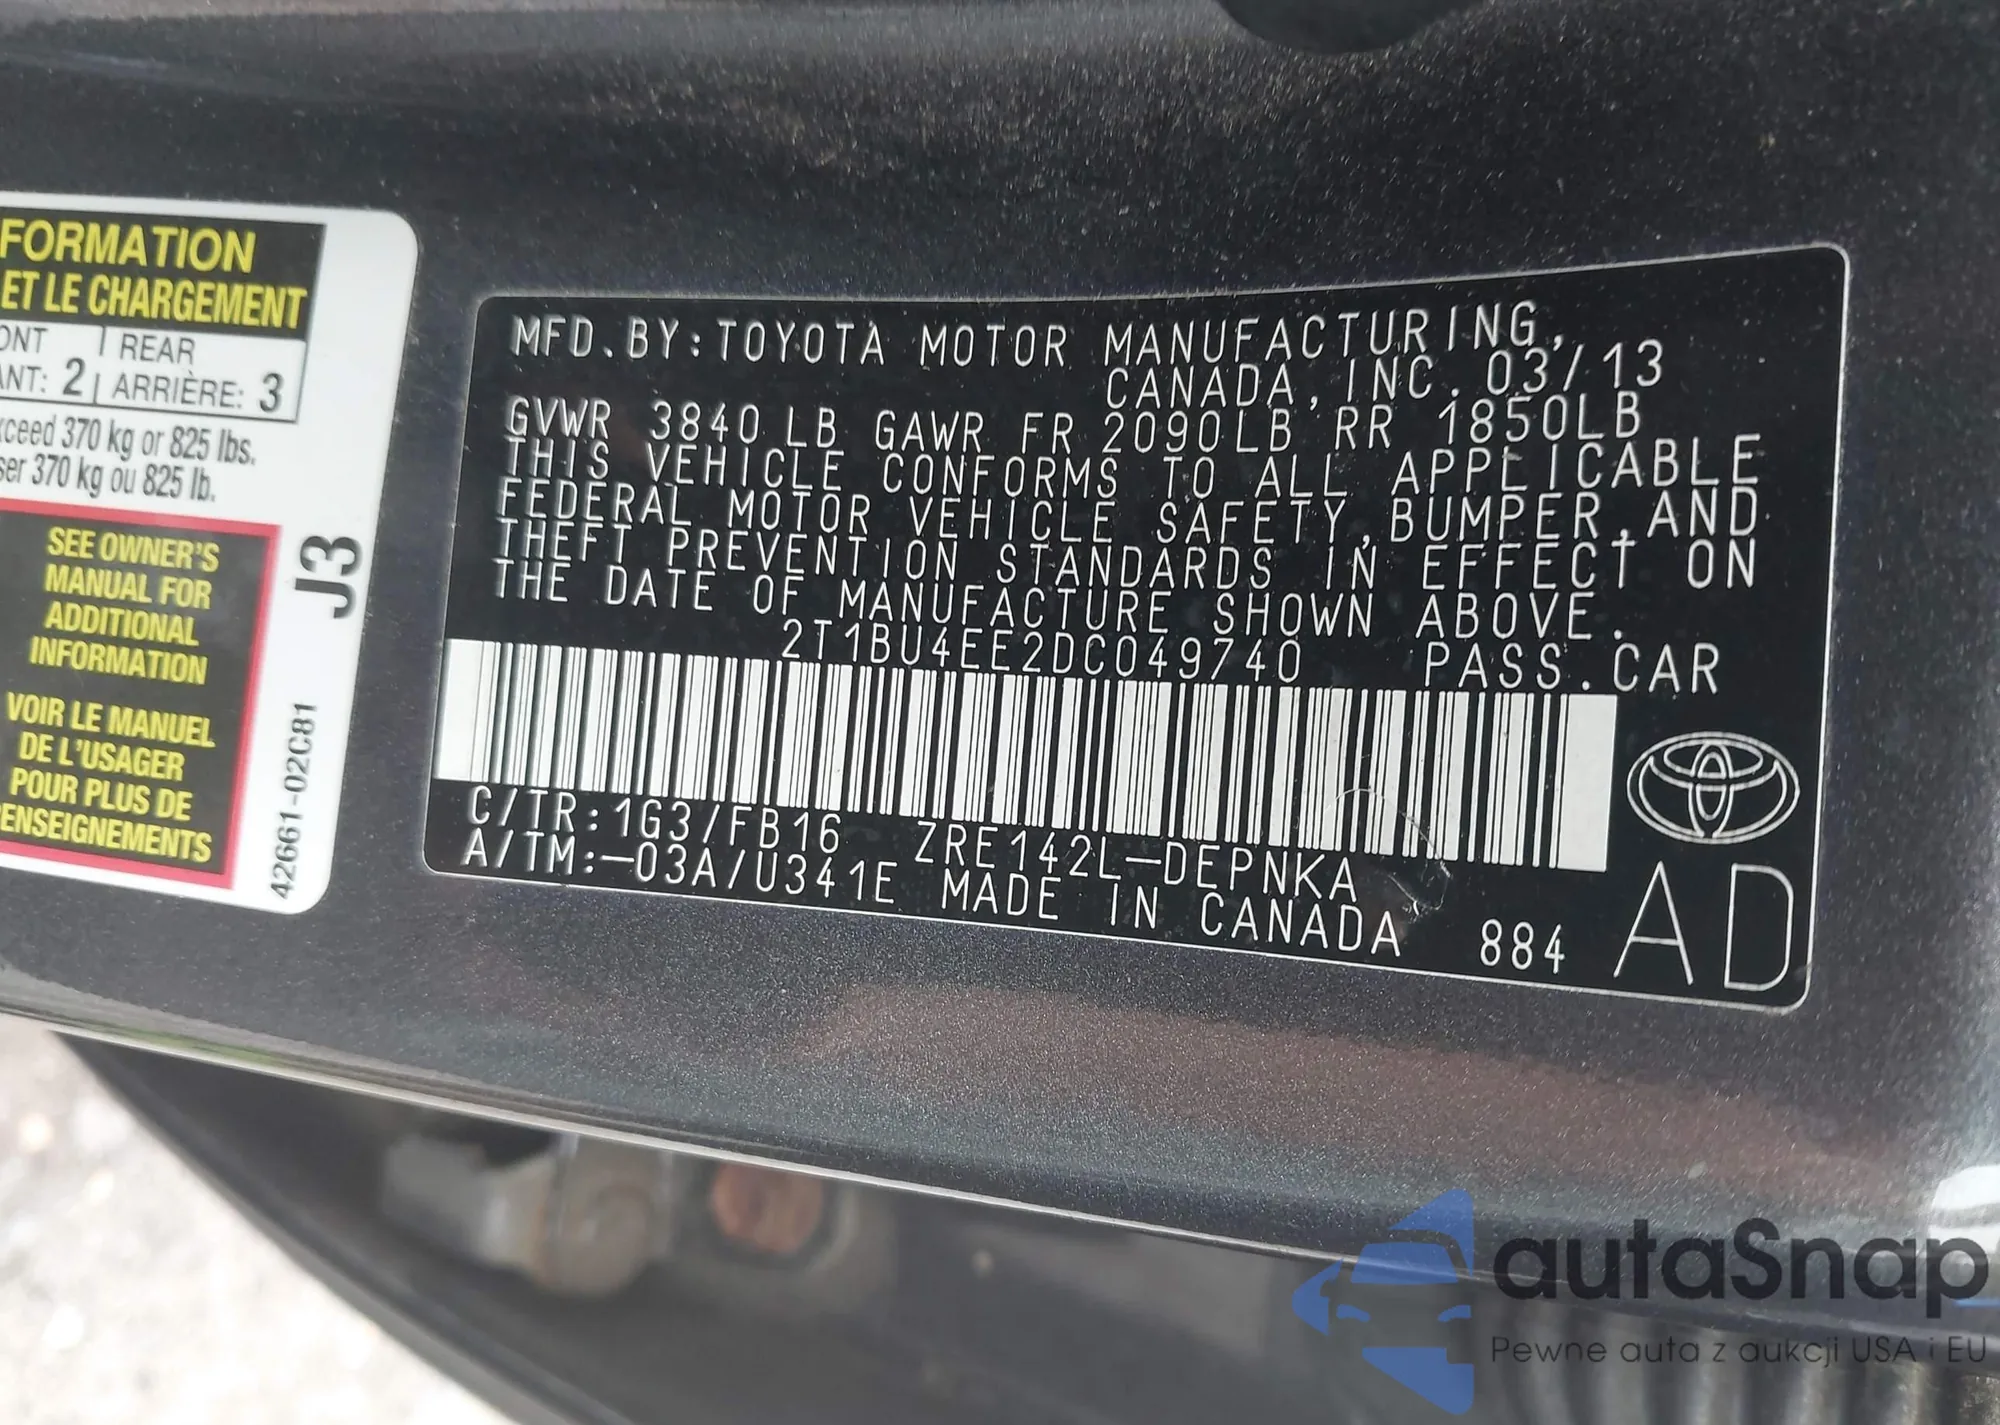 FORMATION
ET LE CHARGEMENT
REAR
2 ARRIÈRE: 3
370 kg or 825 lbs.
370 kg ou 825 lb.
SEE OWNER'S
MANUAL FOR
ADDITIONAL
INFORMATION
VOIR LE MANUEL
DE L'USAGER
POUR PLUS DE
ENSEIGNEMENTS
J3
42661-02C81
MFD.BY:TOYOTA MOTOR MANUFACTURING,
CANADA,INC.03/13
GVWR 3840LB GAWR FR 2090LB RR 1850LB
THIS VEHICLE CONFORMS TO ALL APPLICABLE
FEDERAL MOTOR VEHICLE SAFETY,BUMPER,AND
THEFT PREVENTION STANDARDS IN EFFECT ON
THE DATE OF MANUFACTURE SHOWN ABOVE.
2T1BU4EE2DC049740 PASS.CAR
C/TR:1G3/FB16 ZRE142L-DEPNKA
A/TM:-03A/U341E MADE IN CANADA 884 AD
autaSnap
Pewne auta z aukcji USA i EU